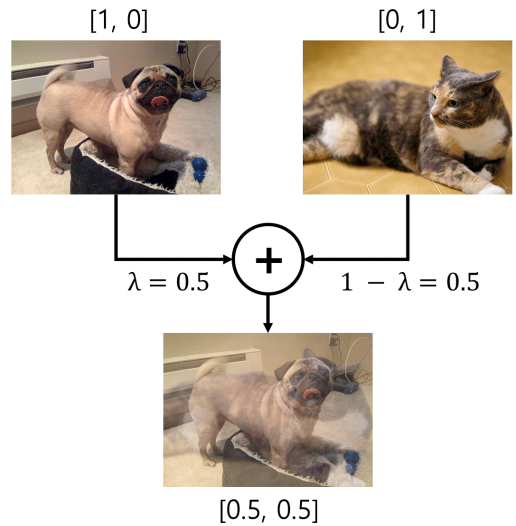 [1, 0] [0, 1]
+
λ = 0.5 1 − λ = 0.5
[0.5, 0.5]